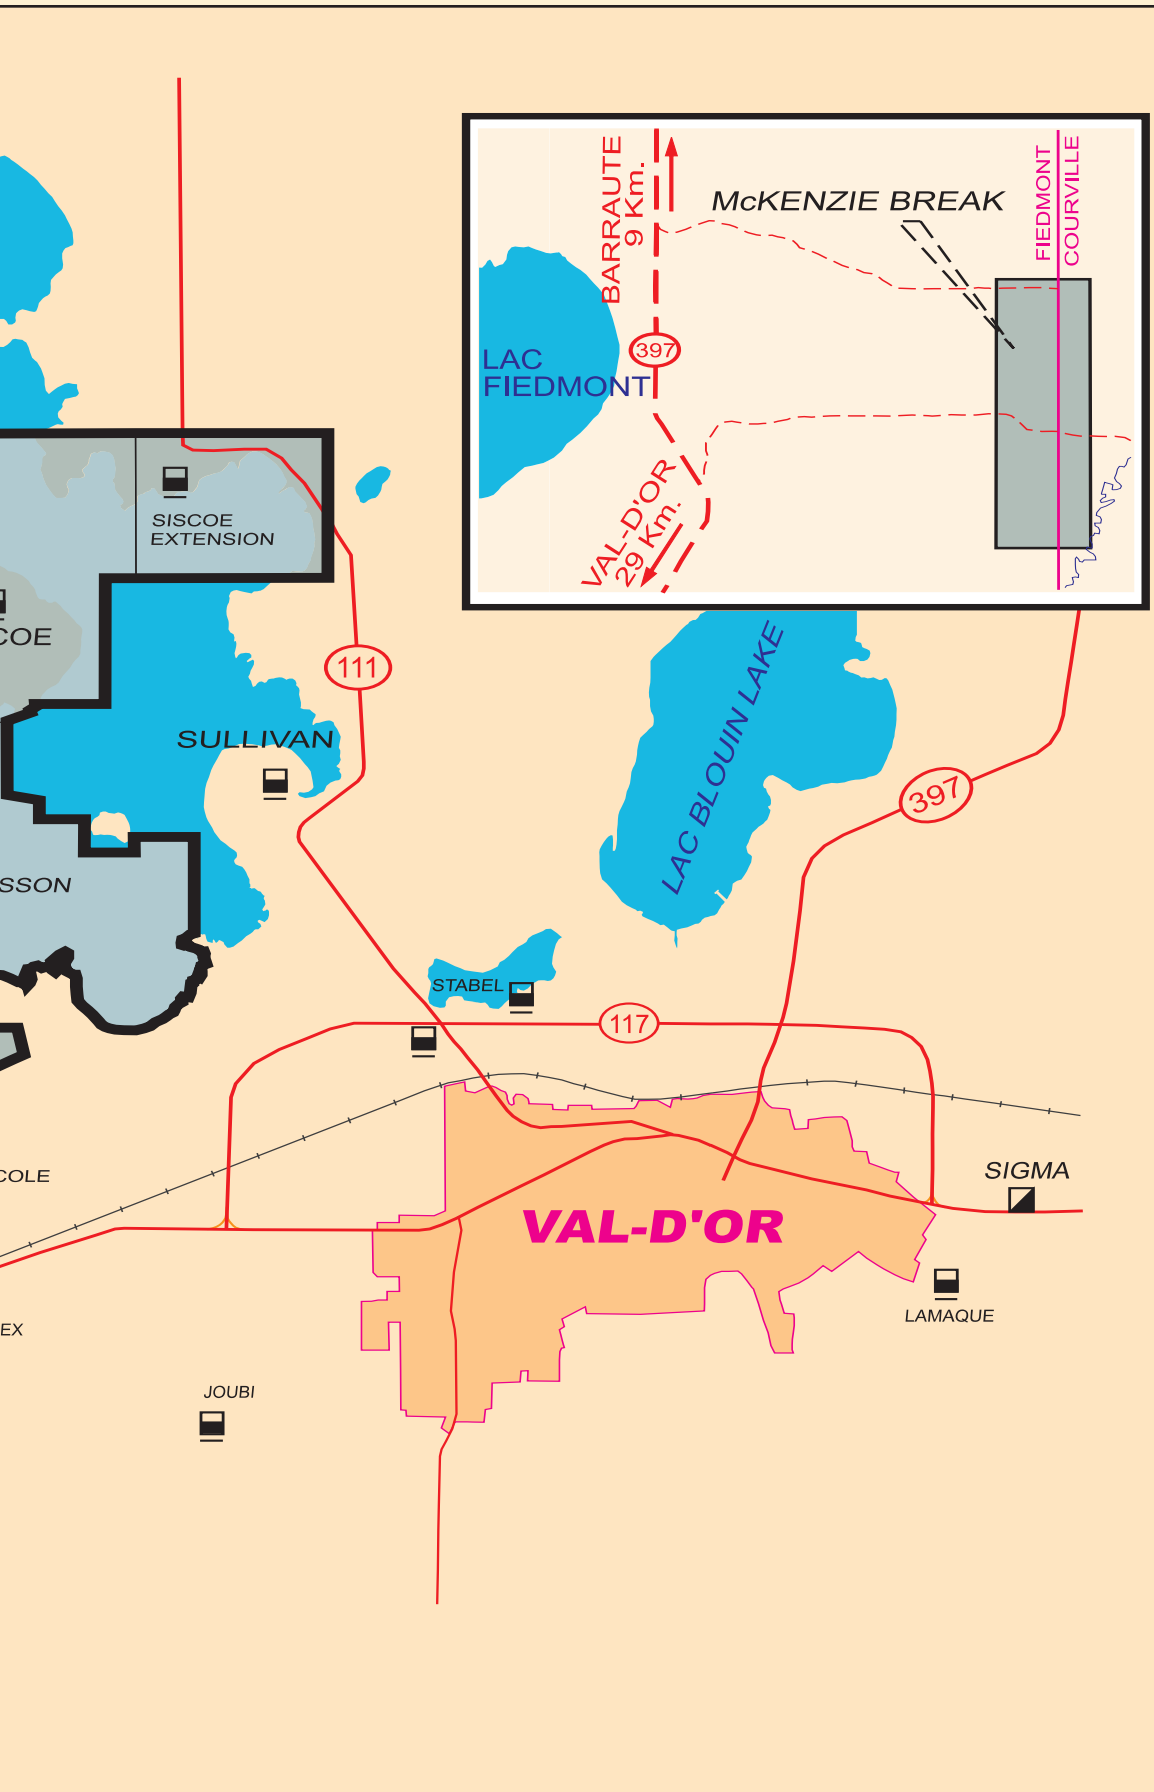 BARRAUTE
9 Km.
McKENZIE BREAK
FIEDMONT
COURVILLE
397
LAC
FIEDMONT
VAL-D'OR
29 Km.
SISCOE
EXTENSION
COE
111
SULLIVAN
LAC BLOUIN LAKE
397
SSON
STABEL
117
COLE
SIGMA
VAL-D'OR
LAMAQUE
EX
JOUBI